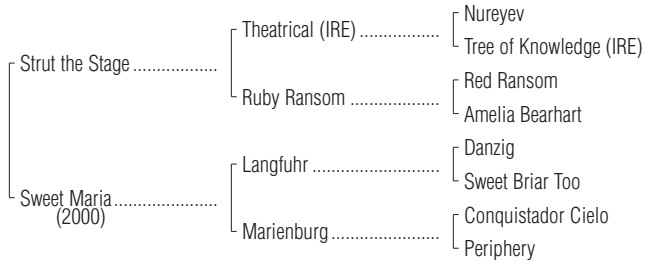 Nureyev
Theatrical (IRE) ....................
Tree of Knowledge (IRE)
Strut the Stage .....................
Red Ransom
Ruby Ransom ......................
Amelia Bearhart
Danzig
Langfuhr ................................
Sweet Briar Too
Sweet Maria..........................
(2000)
Conquistador Cielo
Marienburg...........................
Periphery